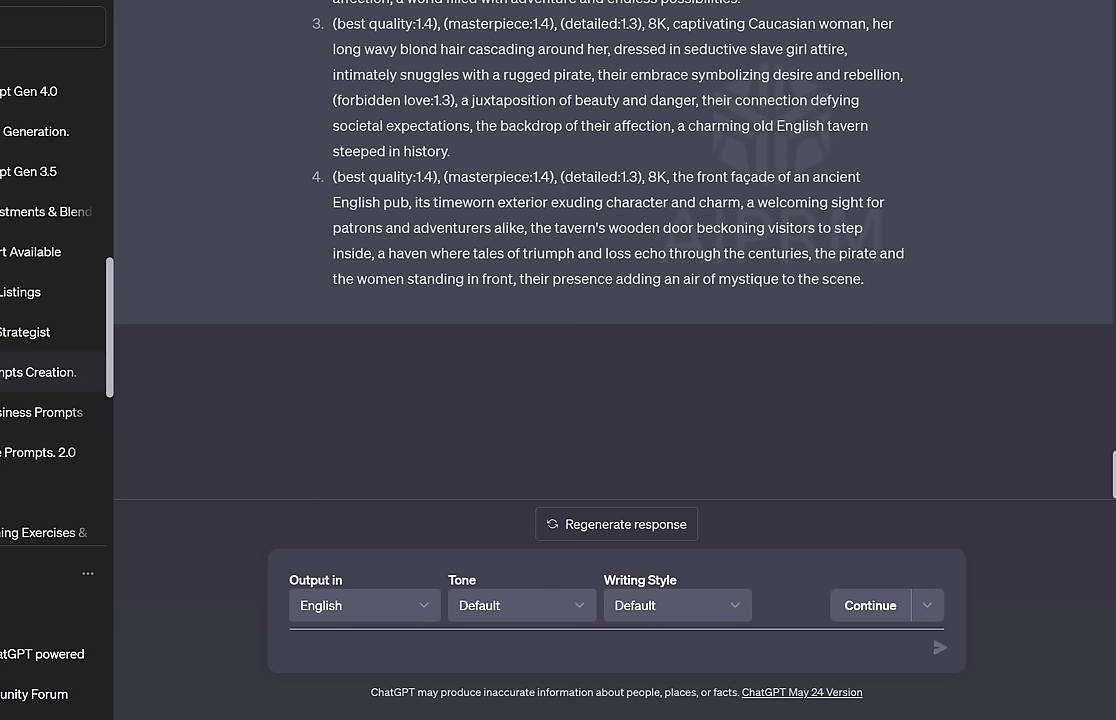 affection, a world filled with adventure and endless possibilities.
3. (best quality:1.4), (masterpiece:1.4), (detailed:1.3), 8K, captivating Caucasian woman, her
long wavy blond hair cascading around her, dressed in seductive slave girl attire,
intimately snuggles with a rugged pirate, their embrace symbolizing desire and rebellion,
(forbidden love:1.3), a juxtaposition of beauty and danger, their connection defying
societal expectations, the backdrop of their affection, a charming old English tavern
steeped in history.
4. (best quality:1.4), (masterpiece:1.4), (detailed:1.3), 8K, the front façade of an ancient
English pub, its timeworn exterior exuding character and charm, a welcoming sight for
patrons and adventurers alike, the tavern's wooden door beckoning visitors to step
inside, a haven where tales of triumph and loss echo through the centuries, the pirate and
the women standing in front, their presence adding an air of mystique to the scene.
AIPRM
pt Gen 4.0
Generation.
pt Gen 3.5
stments & Blend
rt Available
Listings
Strategist
mpts Creation.
siness Prompts
e Prompts. 2.0
ing Exercises &
...
atGPT powered
unity Forum
Regenerate response
Output in
Tone
Writing Style
English
Default
Default
Continue
ChatGPT may produce inaccurate information about people, places, or facts. ChatGPT May 24 Version